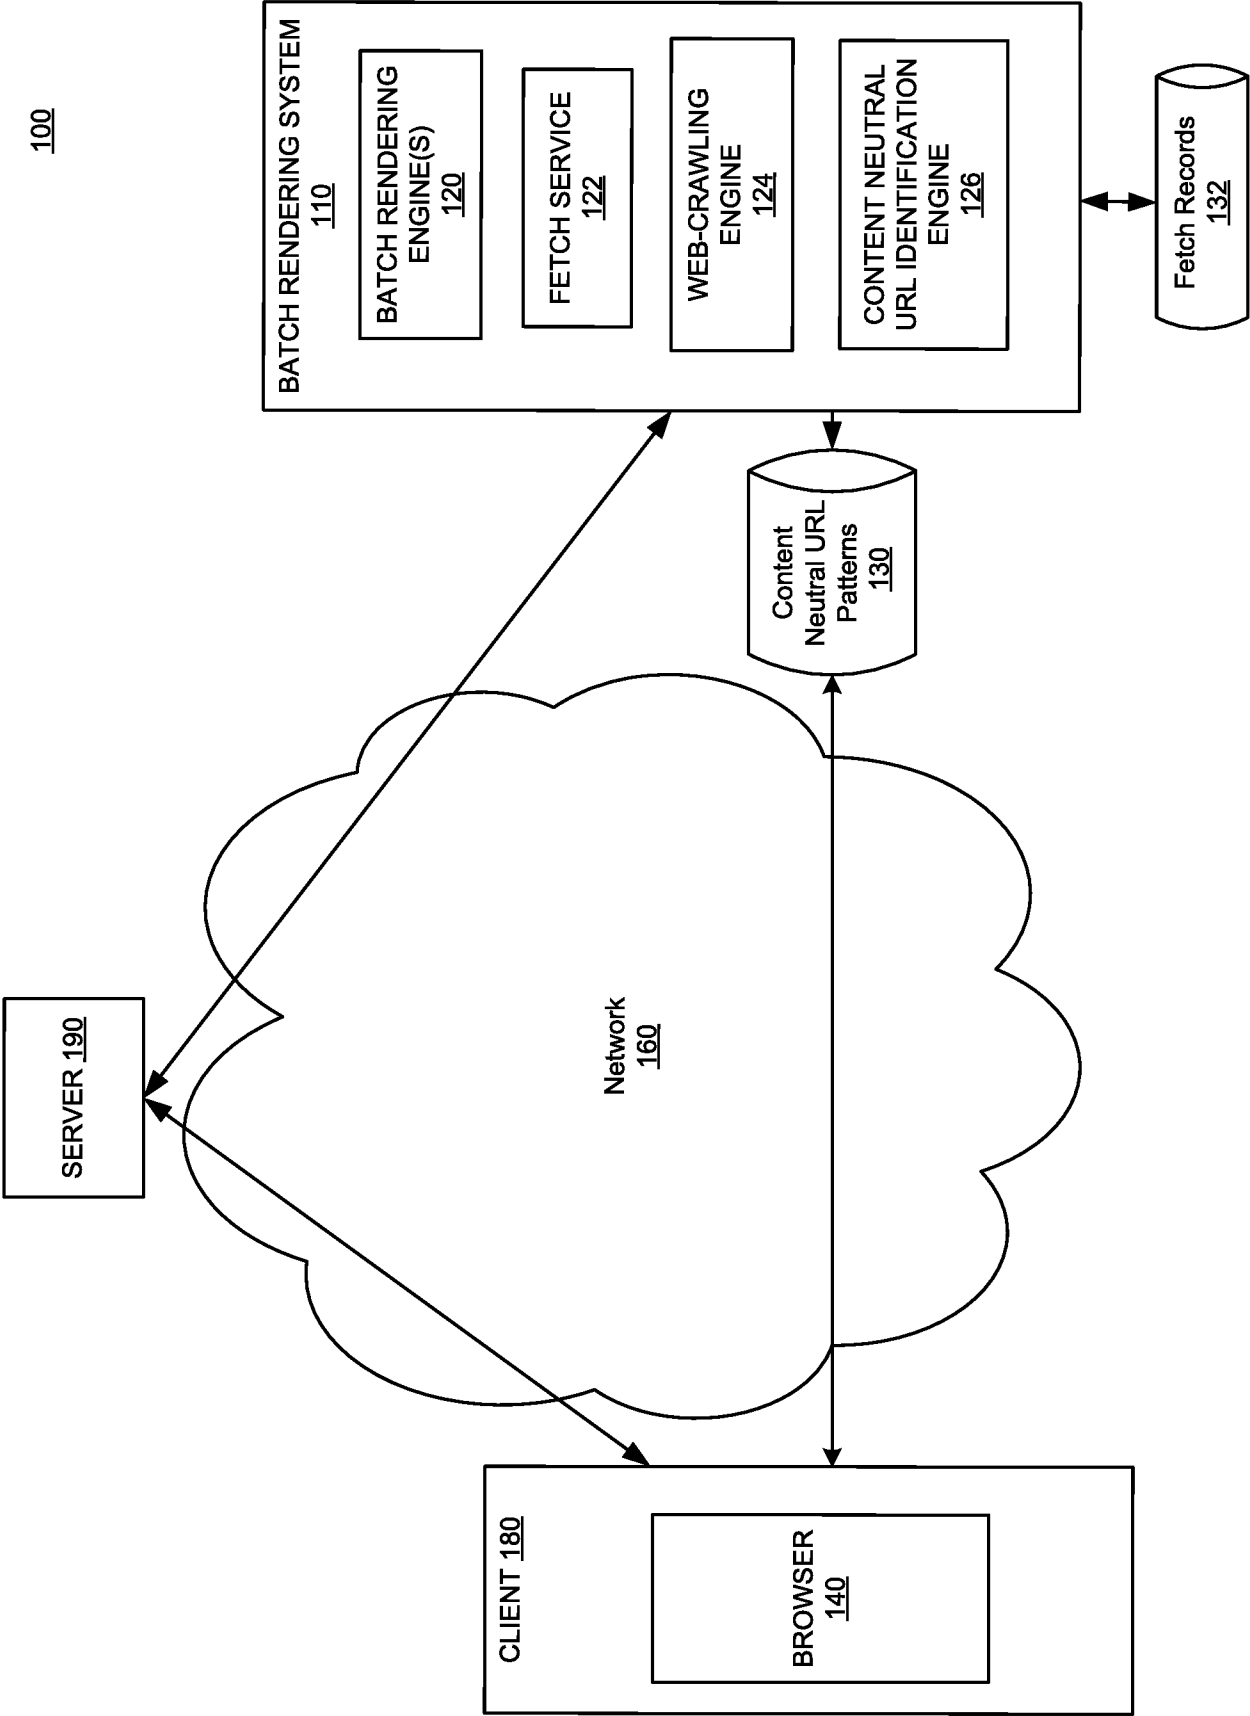 100
SERVER 190
BATCH RENDERING SYSTEM
110
BATCH RENDERING
ENGINE(S)
120
FETCH SERVICE
122
WEB-CRAWLING
ENGINE
124
CONTENT NEUTRAL
URL IDENTIFICATION
ENGINE
126
Fetch Records
132
Content
Neutral URL
Patterns
130
Network
160
CLIENT 180
BROWSER
140